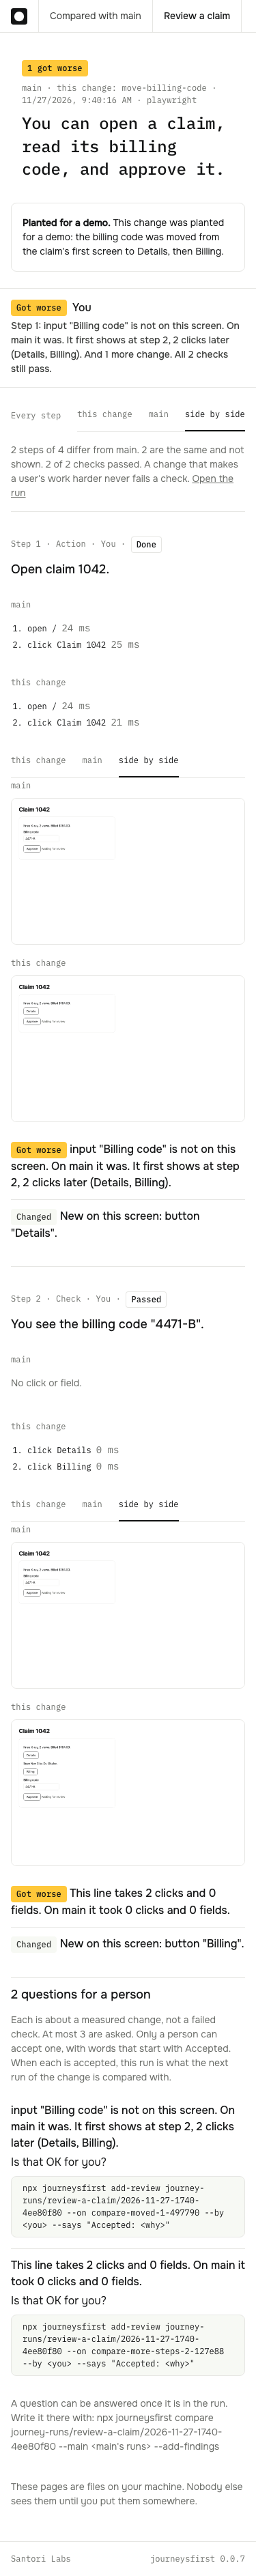 Compared with main
Review a claim
1 got worse
main · this change: move-billing-code ·
11/27/2026, 9:40:16 AM · playwright
You can open a claim,
read its billing
code, and approve it.
Planted for a demo. This change was planted
for a demo: the billing code was moved from
the claim's first screen to Details, then Billing.
Got worse You
Step 1: input "Billing code" is not on this screen. On
main it was. It first shows at step 2, 2 clicks later
(Details, Billing). And 1 more change. All 2 checks
still pass.
Every step
this change main side by side
2 steps of 4 differ from main. 2 are the same and not
shown. 2 of 2 checks passed. A change that makes
a user's work harder never fails a check. Open the
run
Step 1 · Action · You · Done
Open claim 1042.
main
1. open / 24 ms
2. click Claim 1042 25 ms
this change
1. open / 24 ms
2. click Claim 1042 21 ms
this change main side by side
main
Claim 1042
this change
Claim 1042
Got worse input "Billing code" is not on this
screen. On main it was. It first shows at step
2, 2 clicks later (Details, Billing).
Changed New on this screen: button
"Details".
Step 2 · Check · You · Passed
You see the billing code "4471-B".
main
No click or field.
this change
1. click Details 0 ms
2. click Billing 0 ms
this change main side by side
main
Claim 1042
this change
Claim 1042
Got worse This line takes 2 clicks and 0
fields. On main it took 0 clicks and 0 fields.
Changed New on this screen: button "Billing".
2 questions for a person
Each is about a measured change, not a failed
check. At most 3 are asked. Only a person can
accept one, with words that start with Accepted.
When each is accepted, this run is what the next
run of the change is compared with.
input "Billing code" is not on this screen. On
main it was. It first shows at step 2, 2 clicks
later (Details, Billing).
Is that OK for you?
npx journeysfirst add-review journey-
runs/review-a-claim/2026-11-27-1740-
4ee80f80 --on compare-moved-1-497790 --by
<you> --says "Accepted: <why>"
This line takes 2 clicks and 0 fields. On main it
took 0 clicks and 0 fields.
Is that OK for you?
npx journeysfirst add-review journey-
runs/review-a-claim/2026-11-27-1740-
4ee80f80 --on compare-more-steps-2-127e88
--by <you> --says "Accepted: <why>"
A question can be answered once it is in the run.
Write it there with: npx journeysfirst compare
journey-runs/review-a-claim/2026-11-27-1740-
4ee80f80 --main <main's runs> --add-findings
These pages are files on your machine. Nobody else
sees them until you put them somewhere.
Santori Labs
journeysfirst 0.0.7